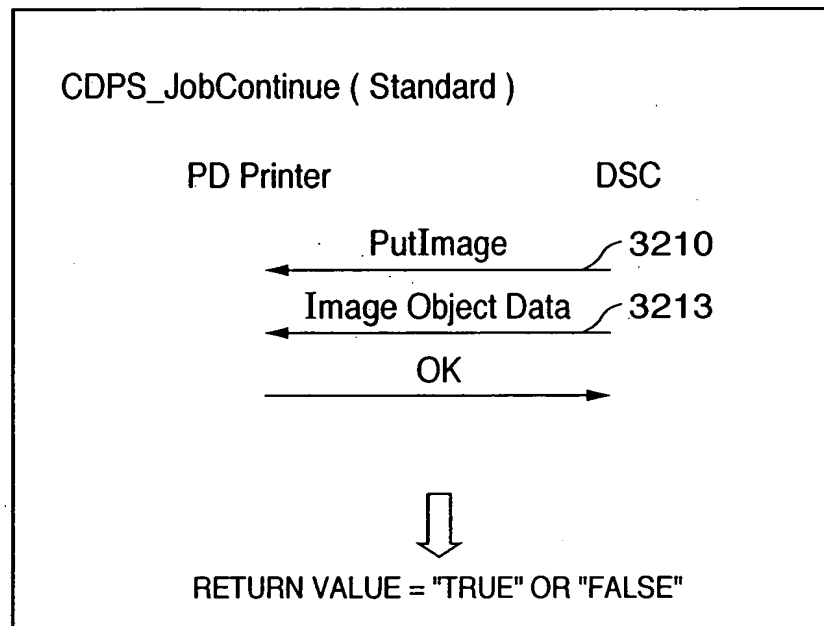 CDPS_JobContinue ( Standard )
PD Printer DSC
PutImage 3210
Image Object Data 3213
OK
RETURN VALUE = "TRUE" OR "FALSE"